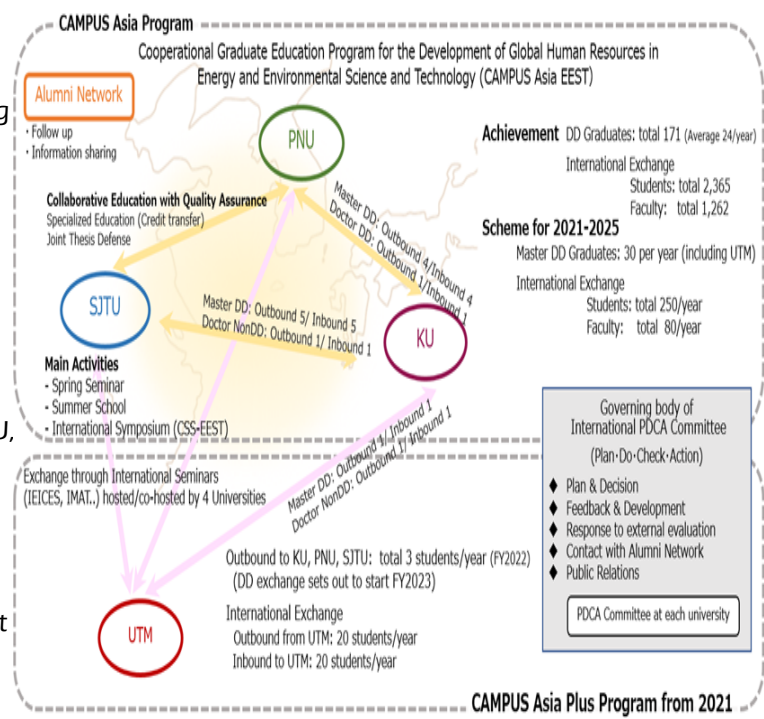 CAMPUS Asia Program
Cooperational Graduate Education Program for the Development of Global Human Resources in
Energy and Environmental Science and Technology (CAMPUS Asia EEST)
Alumni Network
· Follow up
· Information sharing
PNU
Achievement DD Graduates: total 171 (Average 24/year)
International Exchange
Students: total 2,365
Faculty: total 1,262
Scheme for 2021-2025
Master DD Graduates: 30 per year (including UTM)
International Exchange
Students: total 250/year
Faculty: total 80/year
Collaborative Education with Quality Assurance
Specialized Education (Credit transfer)
Joint Thesis Defense
Master DD: Outbound 4/Inbound 4
Doctor DD: Outbound 1/Inbound 1
SJTU
Master DD: Outbound 5/ Inbound 5
Doctor NonDD: Outbound 1/ Inbound 1
KU
Main Activities
- Spring Seminar
- Summer School
- International Symposium (CSS-EEST)
Master DD: Outbound 1/ Inbound 1
Doctor NonDD: Outbound 1/ Inbound 1
Governing body of
International PDCA Committee
(Plan·Do·Check·Action)
◆ Plan & Decision
◆ Feedback & Development
◆ Response to external evaluation
◆ Contact with Alumni Network
◆ Public Relations
PDCA Committee at each university
Exchange through International Seminars
(IEICES, IMAT..) hosted/co-hosted by 4 Universities
Outbound to KU, PNU, SJTU: total 3 students/year (FY2022)
(DD exchange sets out to start FY2023)
UTM
International Exchange
Outbound from UTM: 20 students/year
Inbound to UTM: 20 students/year
CAMPUS Asia Plus Program from 2021